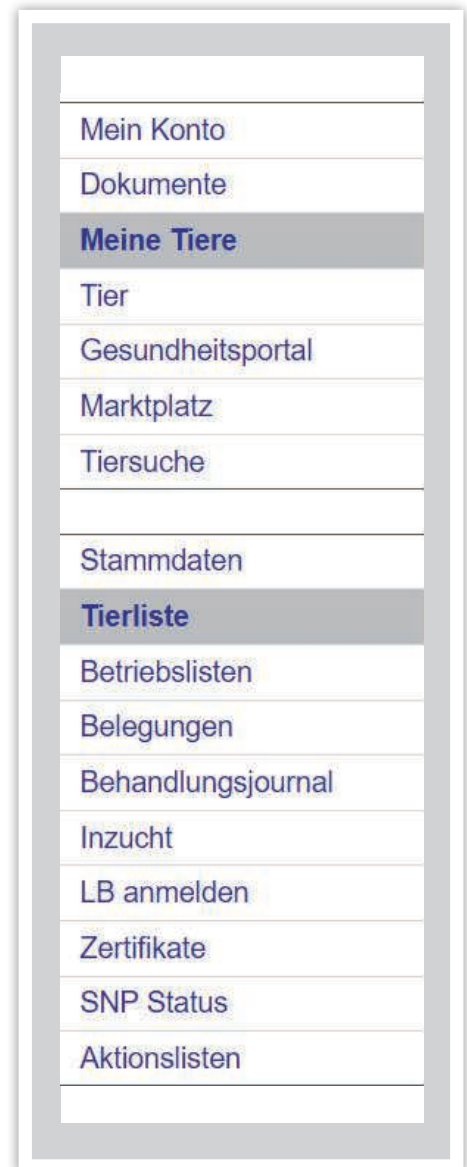 Mein Konto
Dokumente
Meine Tiere
Tier
Gesundheitsportal
Marktplatz
Tiersuche
Stammdaten
Tierliste
Betriebslisten
Belegungen
Behandlungsjournal
Inzucht
LB anmelden
Zertifikate
SNP Status
Aktionslisten